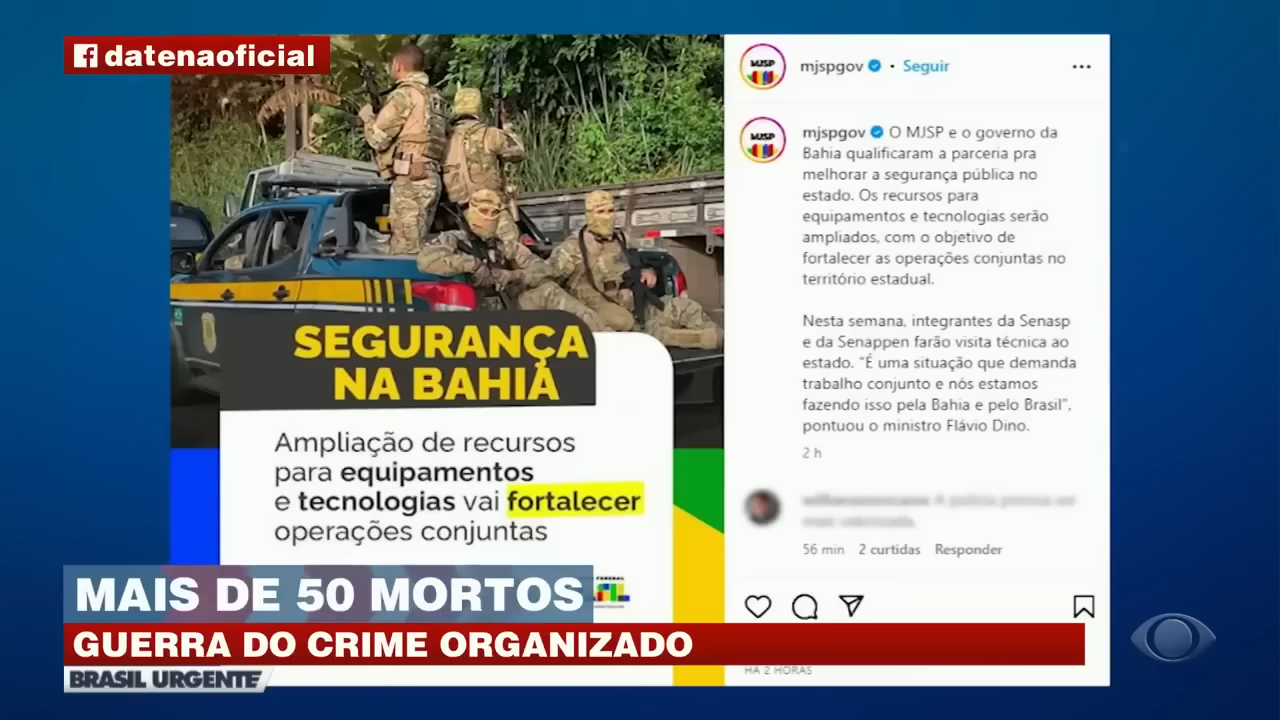 datenaoficial
mjspgov • Seguir
MJSP
MJSP
mjspgov O MJSP e o governo da
Bahia qualificaram a parceria pra
melhorar a segurança pública no
estado. Os recursos para
equipamentos e tecnologias serão
ampliados, com o objetivo de
fortalecer as operações conjuntas no
território estadual.
Nesta semana, integrantes da Senasp
e da Senappen farão visita técnica ao
estado. "É uma situação que demanda
trabalho conjunto e nós estamos
fazendo isso pela Bahia e pelo Brasil",
pontuou o ministro Flávio Dino.
2 h
56 min 2 curtidas Responder
HÁ 2 HORAS
SEGURANÇA
NA BAHIA
Ampliação de recursos
para equipamentos
e tecnologias vai fortalecer
operações conjuntas
MAIS DE 50 MORTOS
GUERRA DO CRIME ORGANIZADO
BRASIL URGENTE